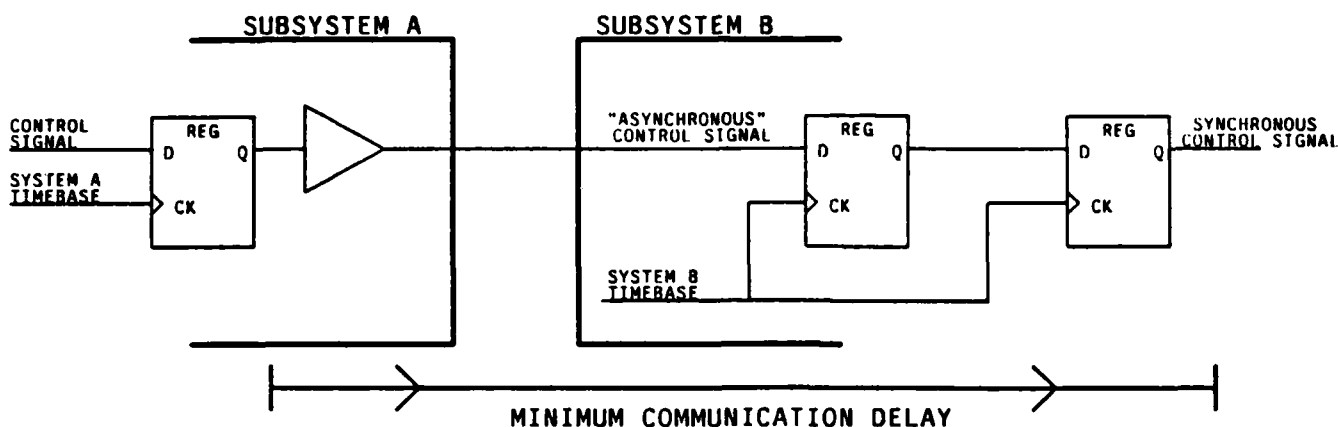 SUBSYSTEM A
SUBSYSTEM B
CONTROL
SIGNAL
REG
D
Q
SYSTEM A
TIMEBASE
CK
"ASYNCHRONOUS"
CONTROL SIGNAL
REG
D
Q
CK
REG
D
Q
CK
SYNCHRONOUS
CONTROL SIGNAL
SYSTEM B
TIMEBASE
MINIMUM COMMUNICATION DELAY